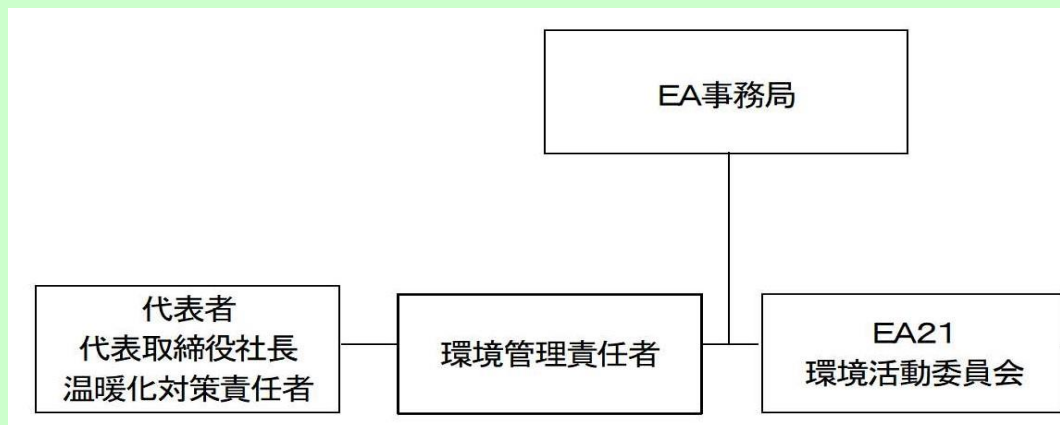 EA事務局
代表者
代表取締役社長
温暖化対策責任者
環境管理責任者
EA21
環境活動委員会